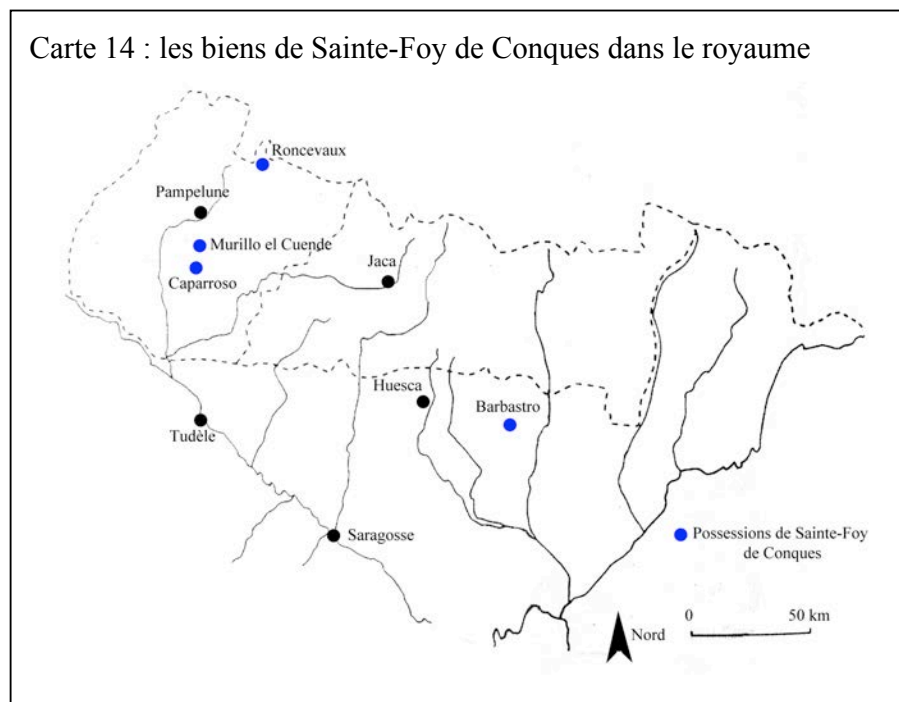 Carte 14 : les biens de Sainte-Foy de Conques dans le royaume
Roncevaux
Pampelune
Murillo el Cuende
Caparroso
Jaca
Huesca
Barbastro
Tudèle
Saragosse
Possessions de Sainte-Foy
de Conques
0 50 km
Nord